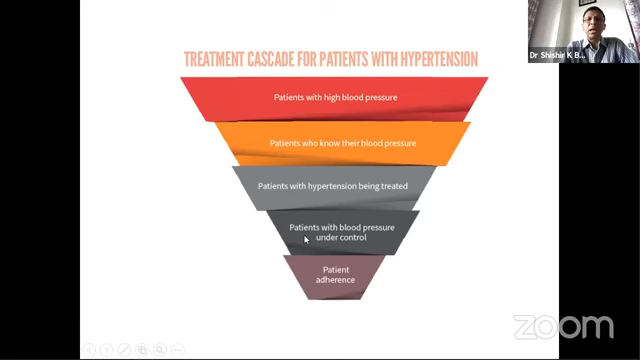 TREATMENT CASCADE FOR PATIENTS WITH HYPERTENSION
Dr Shishir K B...
Patients with high blood pressure
Patients who know their blood pressure
Patients with hypertension being treated
Patients with blood pressure
under control
Patient
adherence
zoom